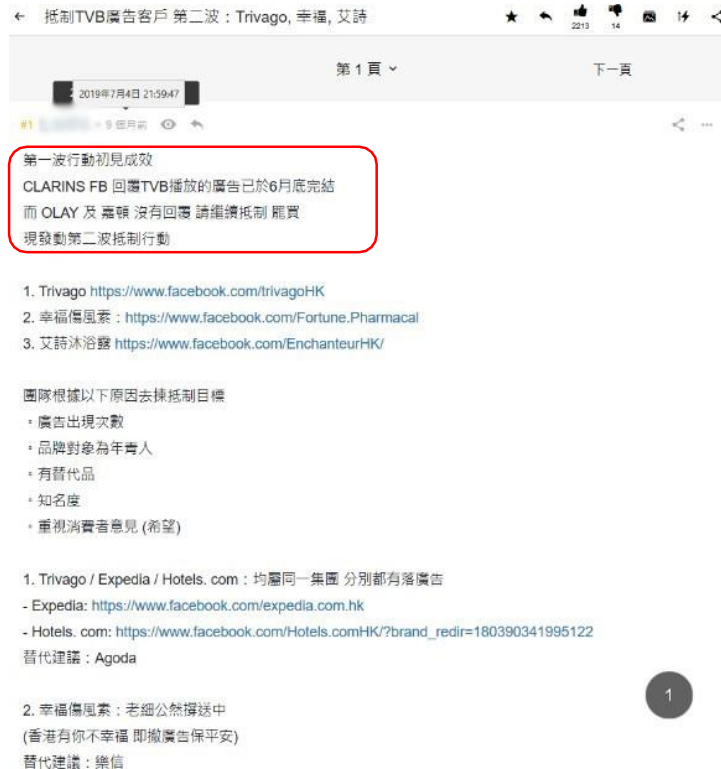 抵制TVB廣告客戶 第二波：Trivago, 幸福, 艾詩
2213
14
第 1 頁
下一頁
2019年7月4日 21:59:47
#1
9 個月前
第一波行動初見成效
CLARINS FB 回覆TVB播放的廣告已於6月底完結
而 OLAY 及 嘉頓 沒有回覆 請繼續抵制 罷買
現發動第二波抵制行動
1. Trivago https://www.facebook.com/trivagoHK
2. 幸福傷風素：https://www.facebook.com/Fortune.Pharmacal
3. 艾詩沐浴露 https://www.facebook.com/EnchanteurHK/
團隊根據以下原因去揀抵制目標
。廣告出現次數
。品牌對象為年青人
。有替代品
。知名度
。重視消費者意見 (希望)
1. Trivago / Expedia / Hotels. com：均屬同一集團 分別都有落廣告
- Expedia: https://www.facebook.com/expedia.com.hk
- Hotels. com: https://www.facebook.com/Hotels.comHK/?brand_redir=180390341995122
替代建議：Agoda
2. 幸福傷風素：老細公然撐送中
(香港有你不幸福 即撤廣告保平安)
替代建議：樂信
1